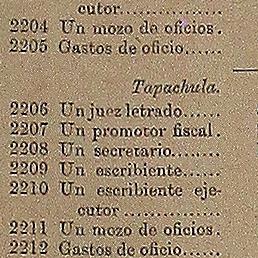 cutor................
2204 Un mozo de oficios.
2205 Gastos de oficio......
Tapachula.
2206 Un juez letrado......
2207 Un promotor fiscal.
2208 Un secretario.......
2209 Un escribiente......
2210 Un escribiente eje-
cutor ................
2211 Un mozo de oficios.
2212 Gastos de oficio......